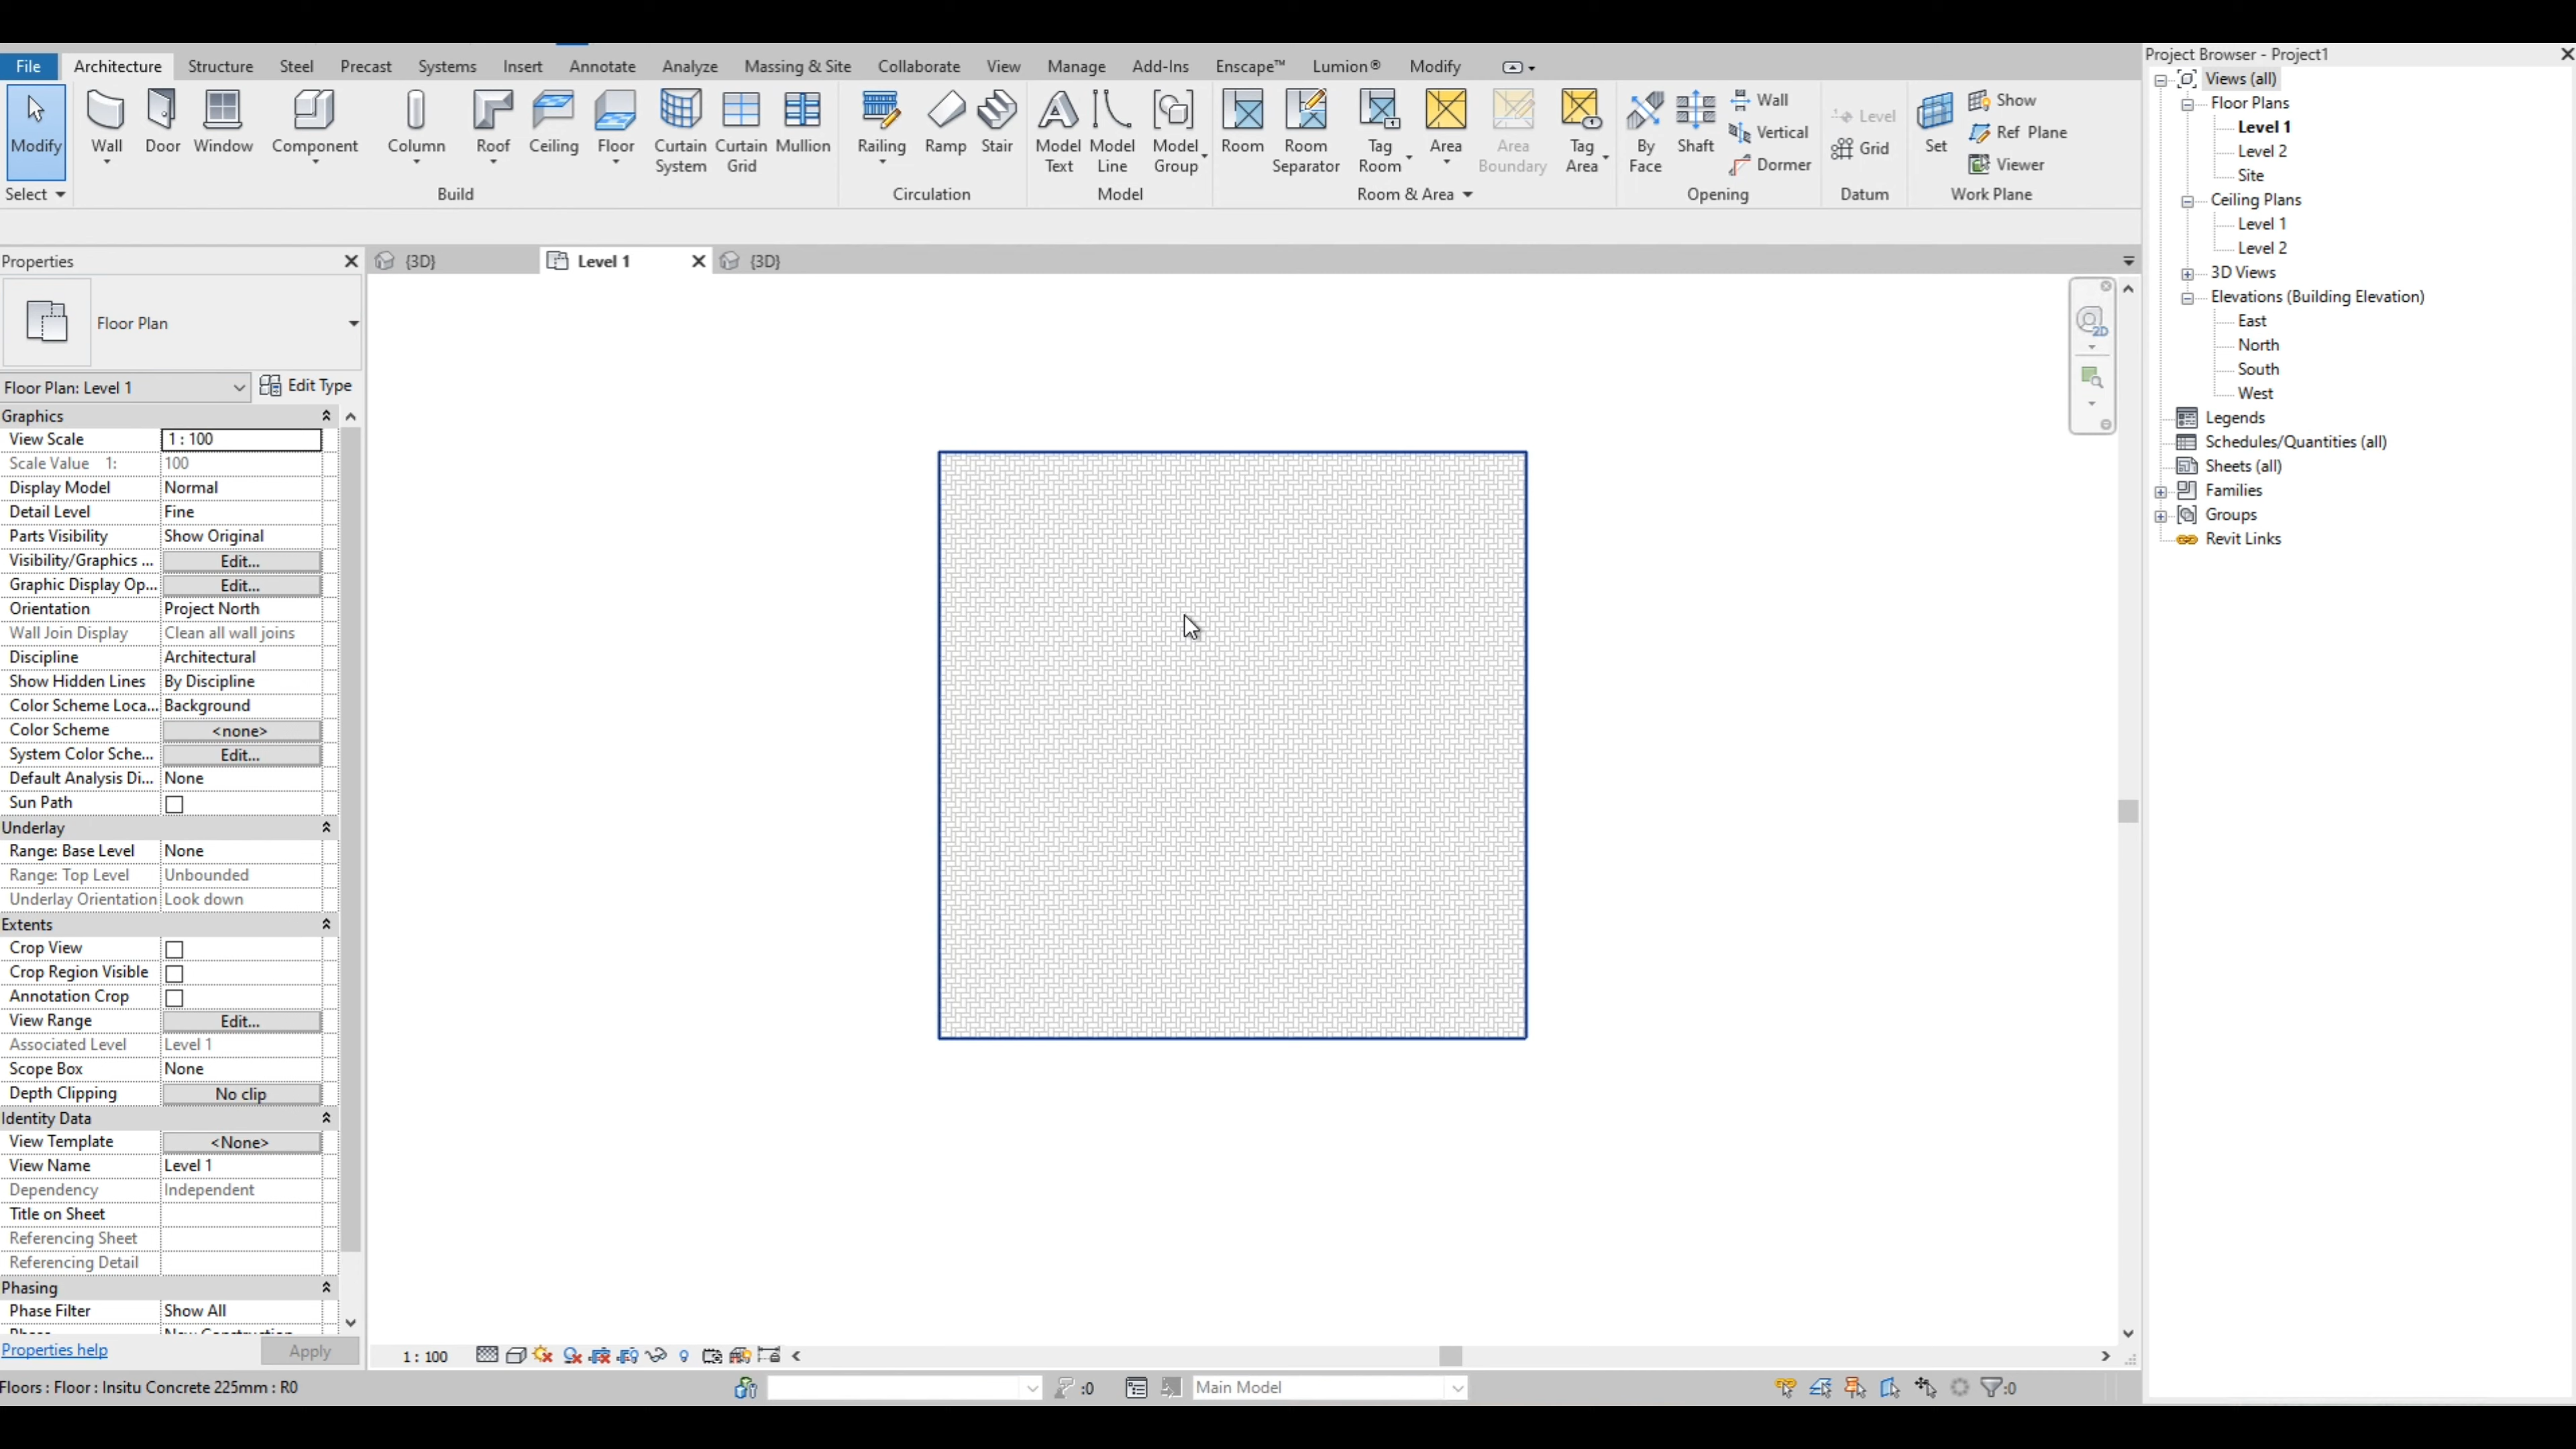 File Architecture Structure Steel Precast Systems Insert Annotate Analyze Massing & Site Collaborate View Manage Add-Ins Enscape™ Lumion® Modify
Modify Wall Door Window Component Column Roof Ceiling Floor Curtain System Curtain Grid Mullion Railing Ramp Stair Model Text Model Line Model Group Room Room Separator Tag Room Area Area Boundary Tag Area By Face Shaft Wall Vertical Dormer Level Grid Set Show Ref Plane Viewer
Select Build Circulation Model Room & Area Opening Datum Work Plane
Properties
{3D} Level 1 {3D}
Floor Plan
Floor Plan: Level 1 Edit Type
Graphics
View Scale 1 : 100
Scale Value 1: 100
Display Model Normal
Detail Level Fine
Parts Visibility Show Original
Visibility/Graphics ... Edit...
Graphic Display Op... Edit...
Orientation Project North
Wall Join Display Clean all wall joins
Discipline Architectural
Show Hidden Lines By Discipline
Color Scheme Loca... Background
Color Scheme <none>
System Color Sche... Edit...
Default Analysis Di... None
Sun Path
Underlay
Range: Base Level None
Range: Top Level Unbounded
Underlay Orientation Look down
Extents
Crop View
Crop Region Visible
Annotation Crop
View Range Edit...
Associated Level Level 1
Scope Box None
Depth Clipping No clip
Identity Data
View Template <None>
View Name Level 1
Dependency Independent
Title on Sheet
Referencing Sheet
Referencing Detail
Phasing
Phase Filter Show All
Properties help Apply
2D
1 : 100
Floors : Floor : Insitu Concrete 225mm : R0 :0 Main Model :0
Project Browser - Project1
Views (all)
Floor Plans
Level 1
Level 2
Site
Ceiling Plans
Level 1
Level 2
3D Views
Elevations (Building Elevation)
East
North
South
West
Legends
Schedules/Quantities (all)
Sheets (all)
Families
Groups
Revit Links